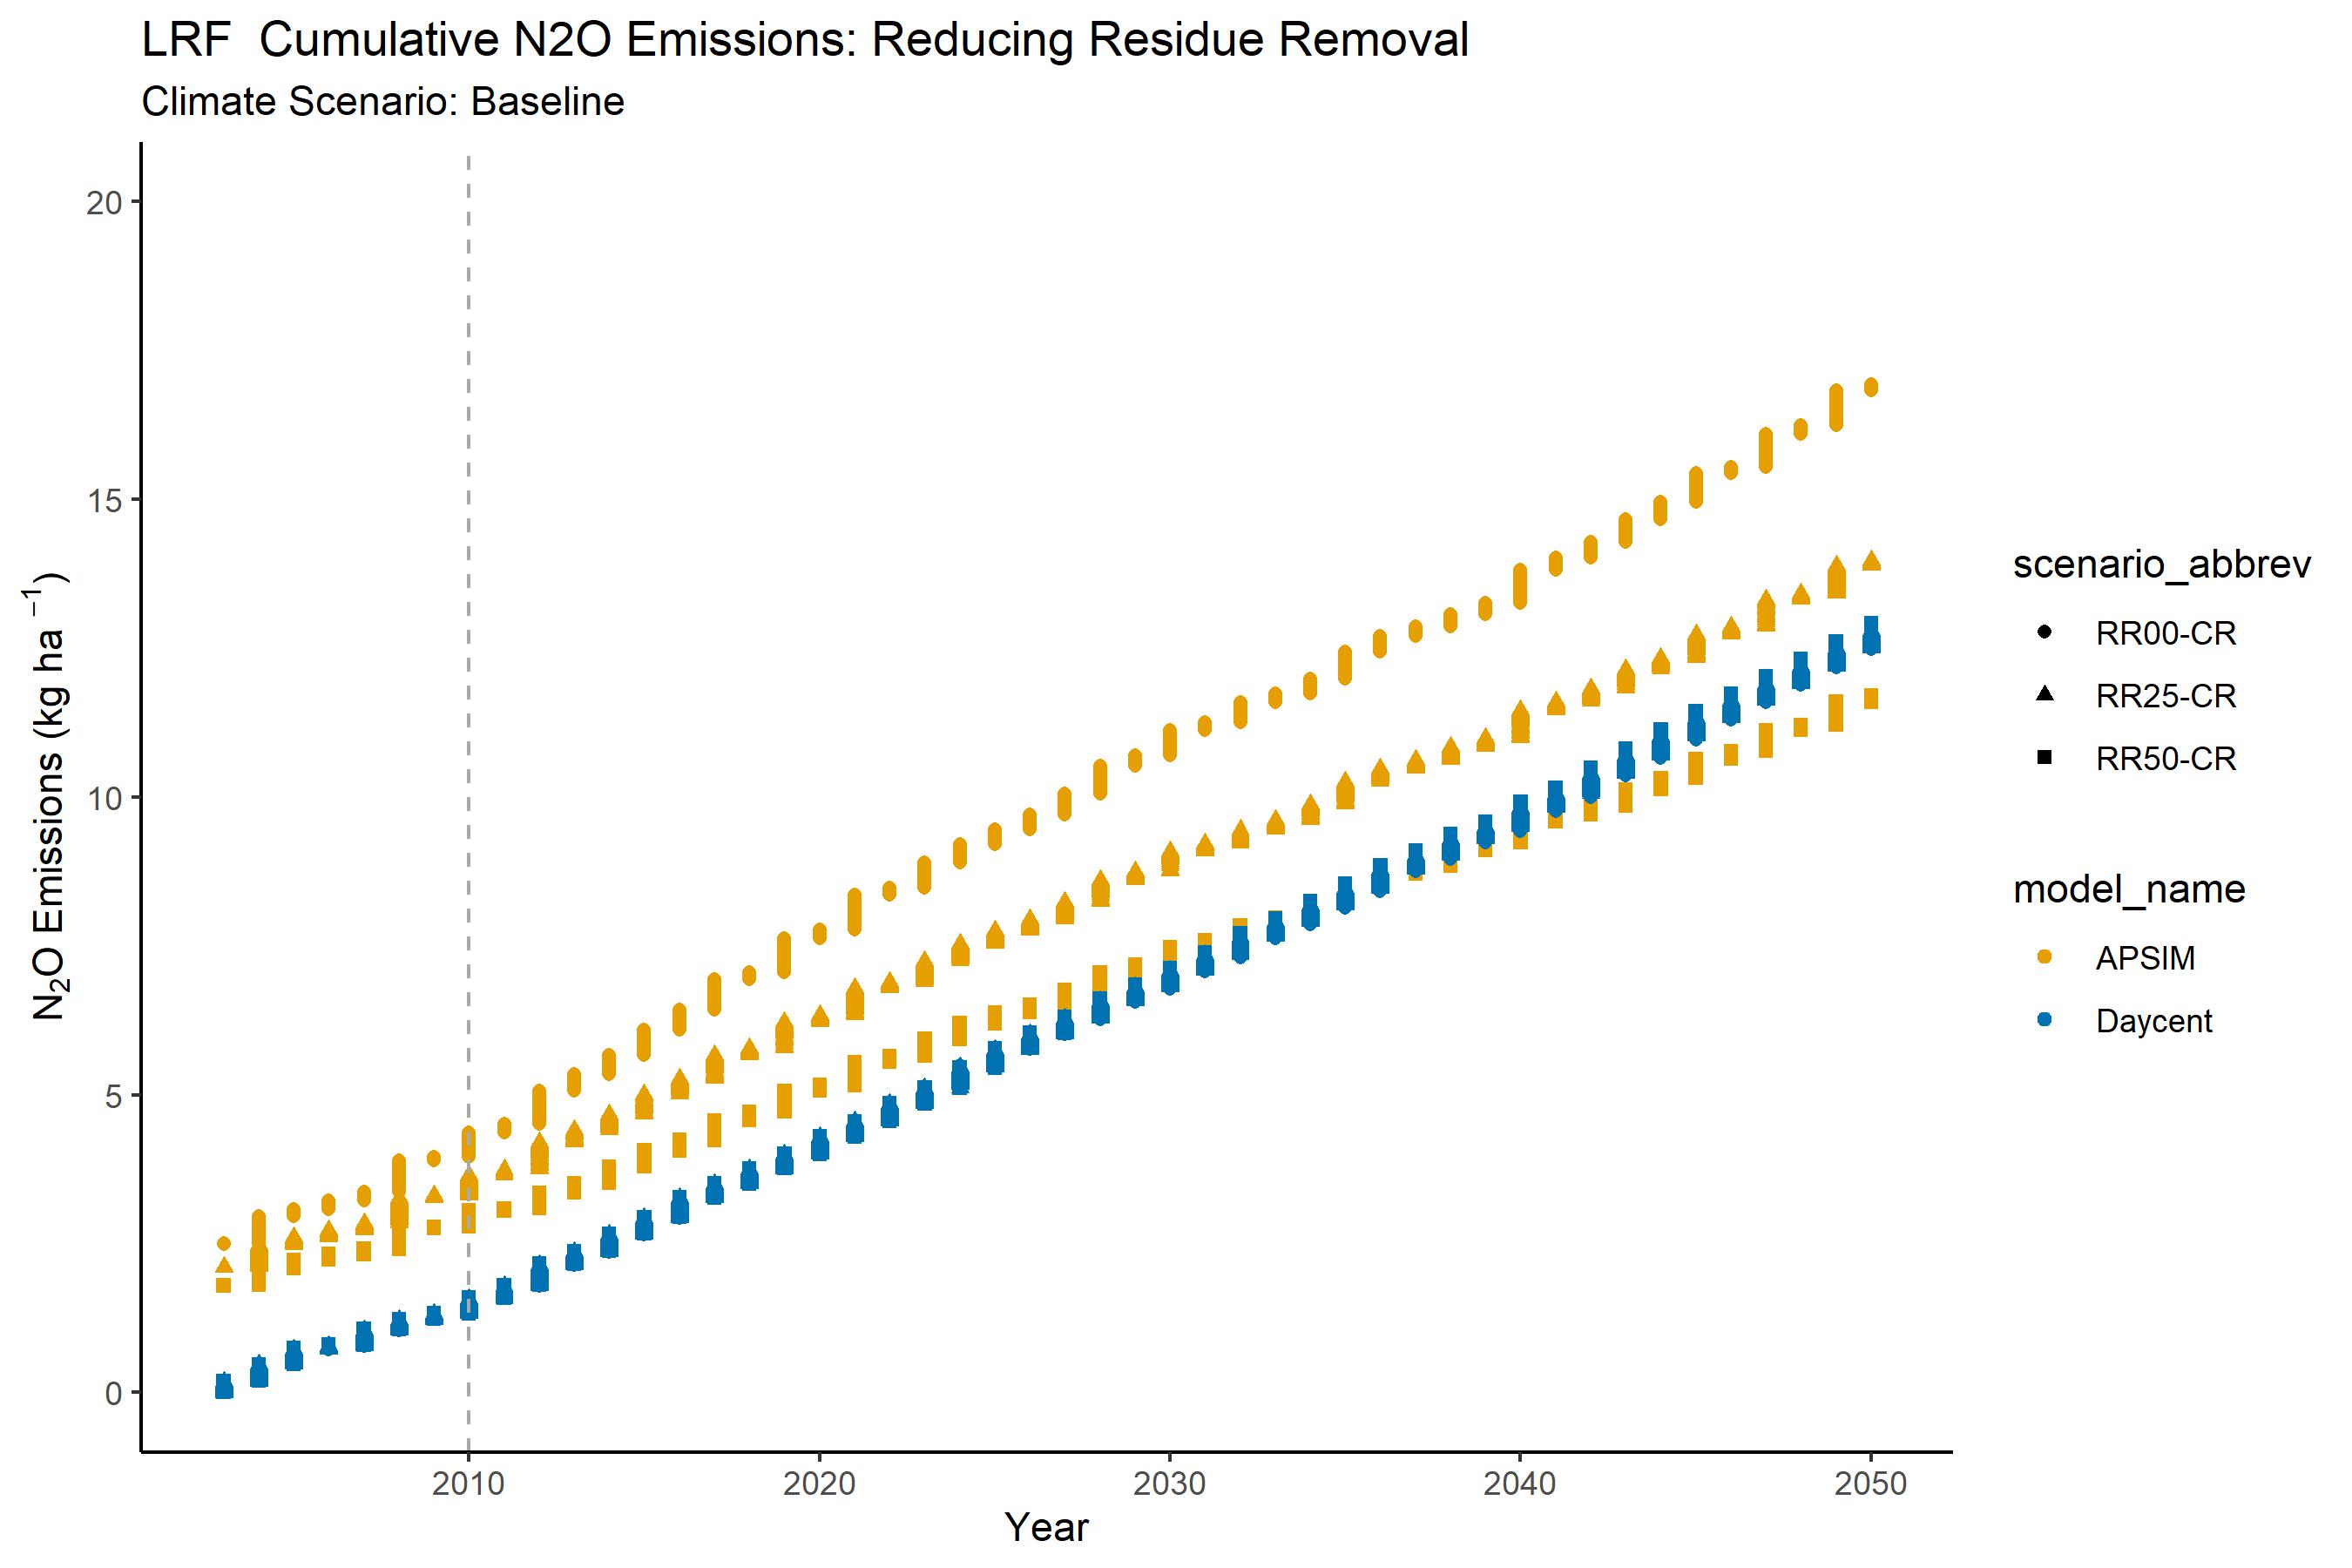 LRF  Cumulative N2O Emissions: Reducing Residue Removal
Climate Scenario: Baseline
N₂O Emissions (kg ha ⁻¹)
20
15
10
5
0
2010
2020
2030
2040
2050
Year
scenario_abbrev
RR00-CR
RR25-CR
RR50-CR
model_name
APSIM
Daycent